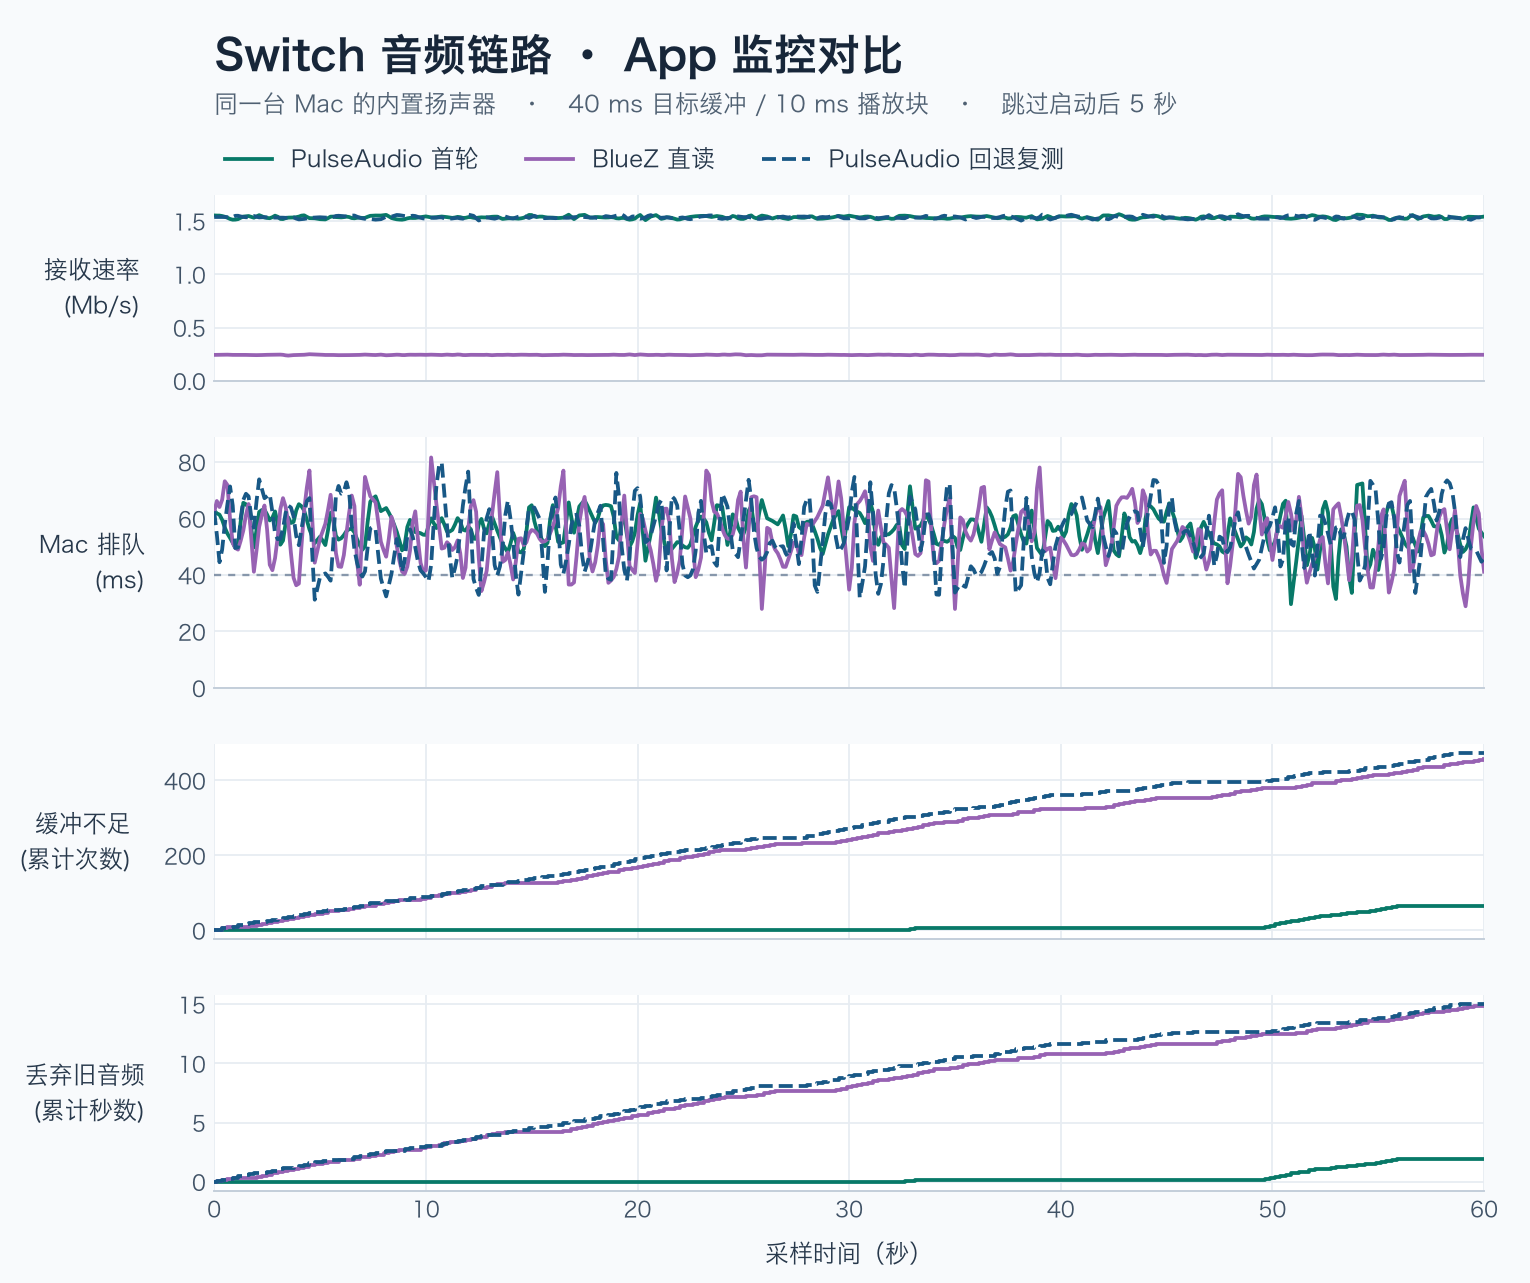 Switch 音频链路 · App 监控对比
同一台 Mac 的内置扬声器 · 40 ms 目标缓冲 / 10 ms 播放块 · 跳过启动后 5 秒
PulseAudio 首轮 BlueZ 直读 PulseAudio 回退复测
1.5
接收速率
(Mb/s)
1.0
0.5
0.0
80
60
Mac 排队
(ms)
40
20
0
400
缓冲不足
(累计次数)
200
0
15
丢弃旧音频
(累计秒数)
10
5
0
0 10 20 30 40 50 60
采样时间（秒）